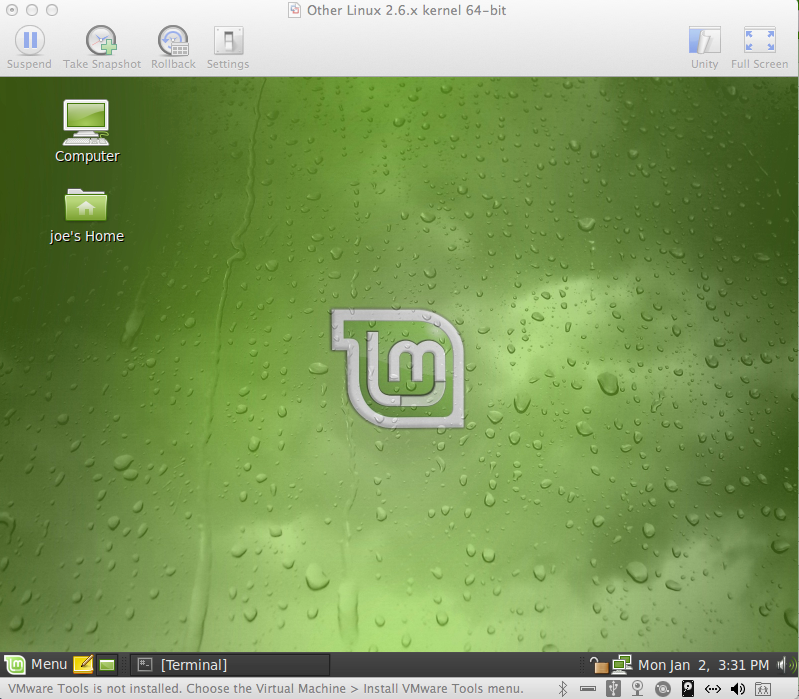 Other Linux 2.6.x kernel 64-bit
Suspend Take Snapshot Rollback Settings Unity Full Screen
Computer
joe's Home
lm
Menu [Terminal] Mon Jan 2, 3:31 PM
VMware Tools is not installed. Choose the Virtual Machine > Install VMware Tools menu.